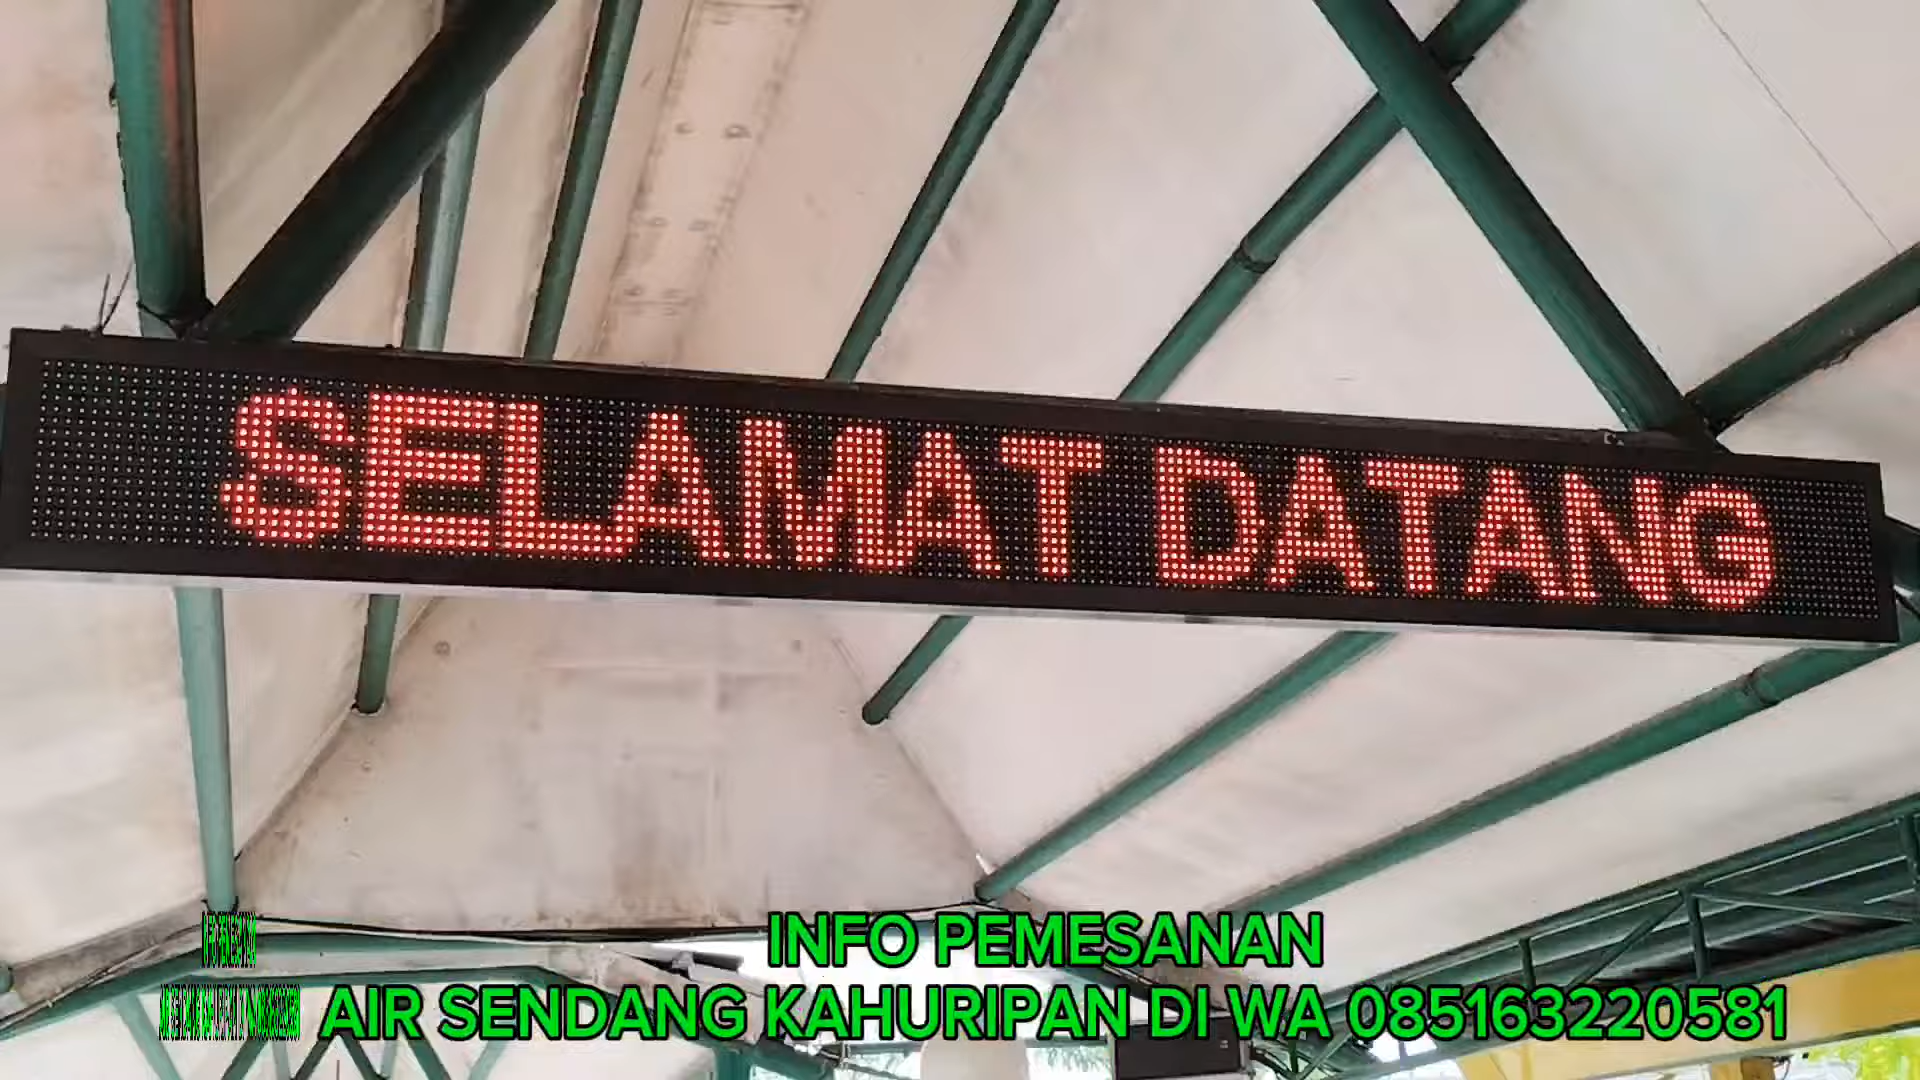 SELAMAT DATANG
INFO PEMESANAN
AIR SENDANG KAHURIPAN DI WA 085163220581